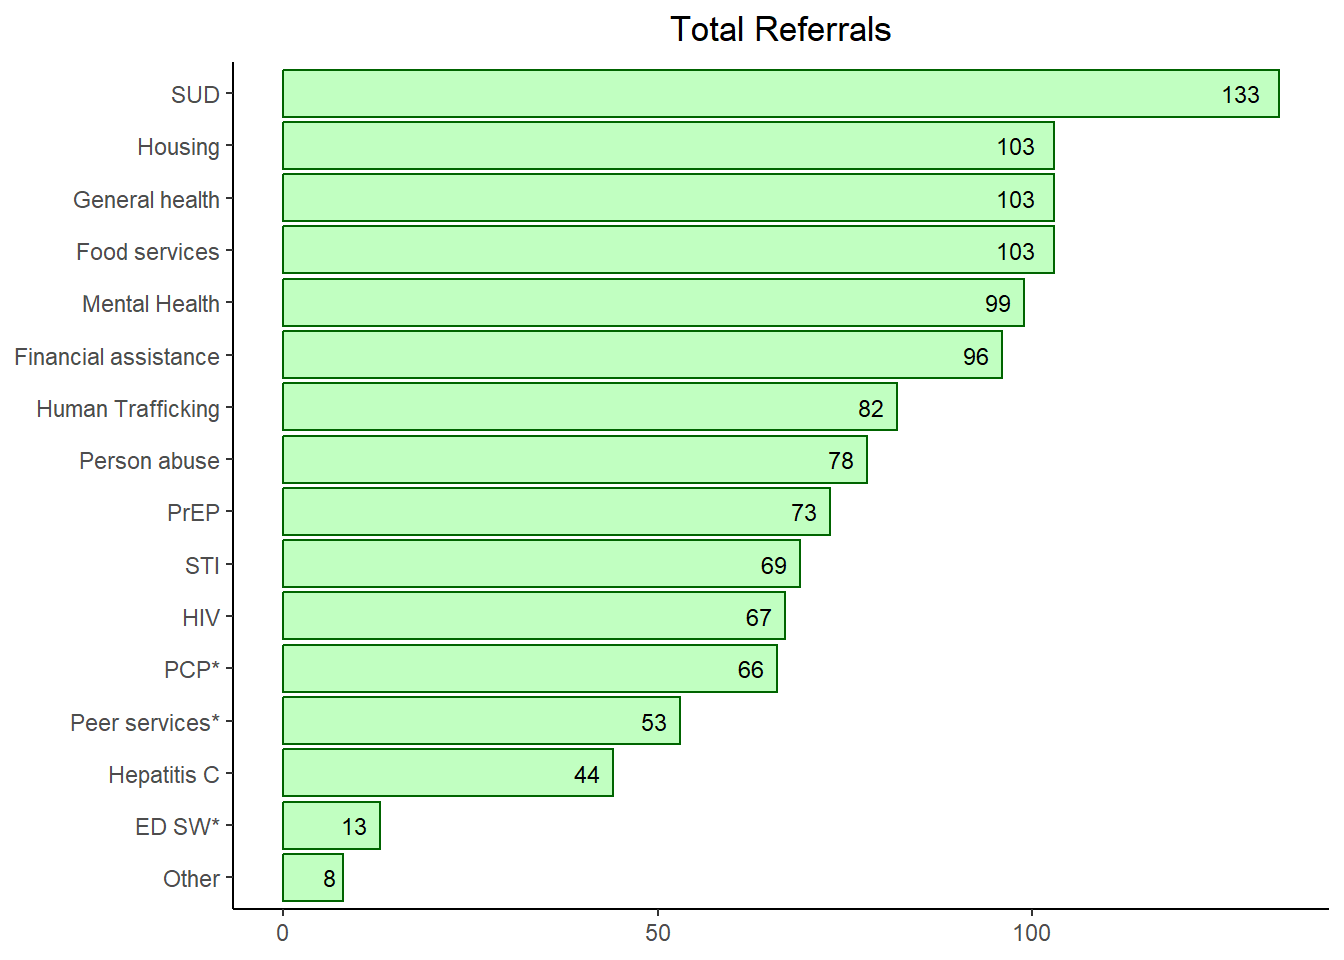 Total Referrals
SUD 133
Housing 103
General health 103
Food services 103
Mental Health 99
Financial assistance 96
Human Trafficking 82
Person abuse 78
PrEP 73
STI 69
HIV 67
PCP* 66
Peer services* 53
Hepatitis C 44
ED SW* 13
Other 8
0 50 100